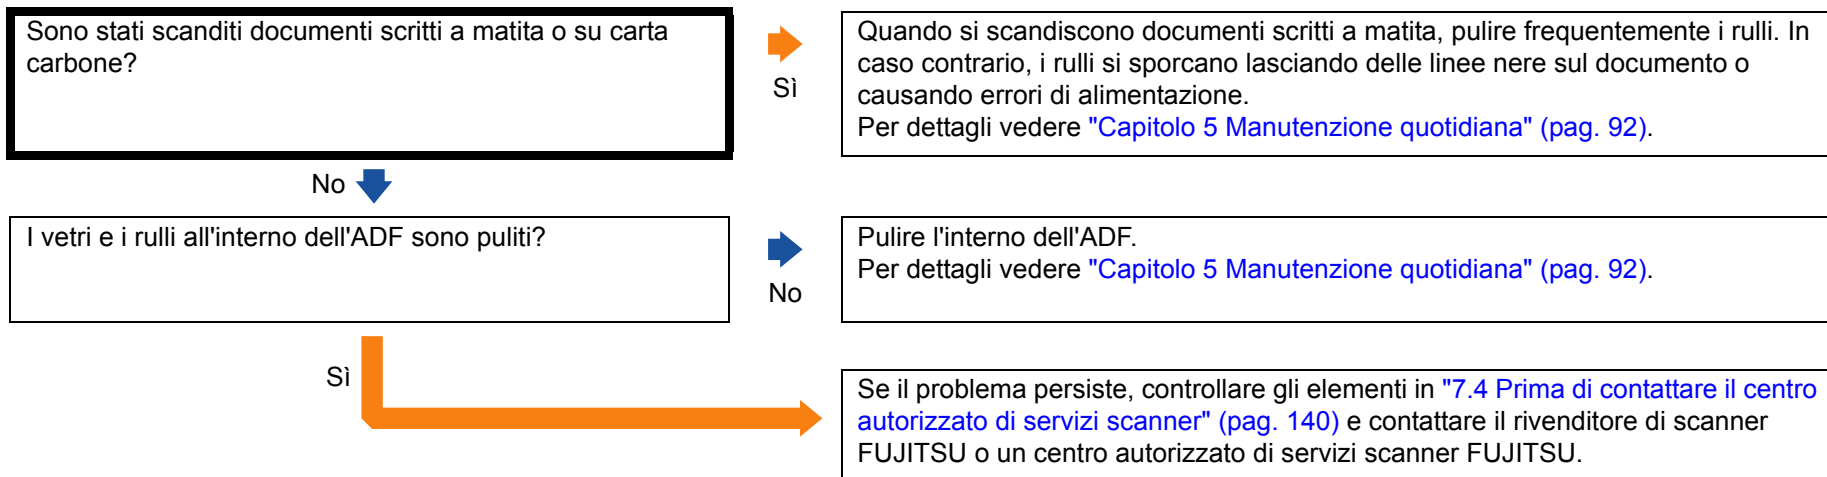 Sono stati scanditi documenti scritti a matita o su carta
carbone?
Sì
Quando si scandiscono documenti scritti a matita, pulire frequentemente i rulli. In
caso contrario, i rulli si sporcano lasciando delle linee nere sul documento o
causando errori di alimentazione.
Per dettagli vedere "Capitolo 5 Manutenzione quotidiana" (pag. 92).
No
I vetri e i rulli all'interno dell'ADF sono puliti?
No
Pulire l'interno dell'ADF.
Per dettagli vedere "Capitolo 5 Manutenzione quotidiana" (pag. 92).
Sì
Se il problema persiste, controllare gli elementi in "7.4 Prima di contattare il centro
autorizzato di servizi scanner" (pag. 140) e contattare il rivenditore di scanner
FUJITSU o un centro autorizzato di servizi scanner FUJITSU.